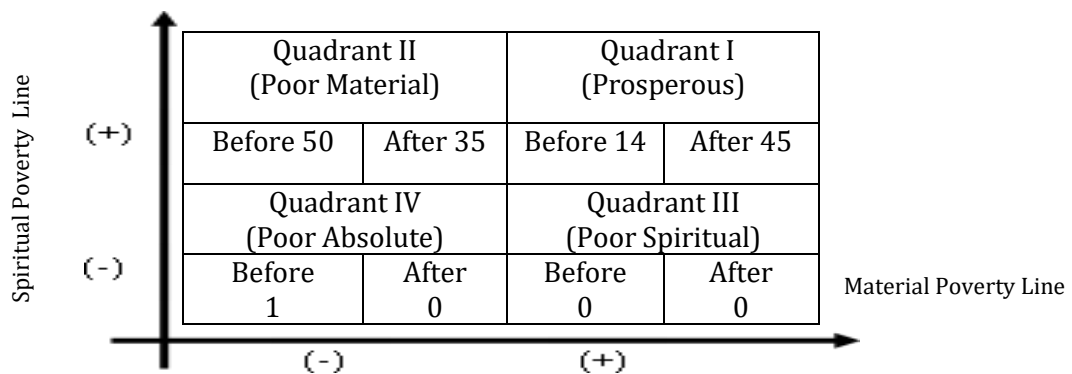 Quadrant II
(Poor Material)
Quadrant I
(Prosperous)
Spiritual Poverty Line
(+)
Before 50
After 35
Before 14
After 45
Quadrant IV
(Poor Absolute)
Quadrant III
(Poor Spiritual)
(-)
Before
1
After
0
Before
0
After
0
Material Poverty Line
(-)
(+)